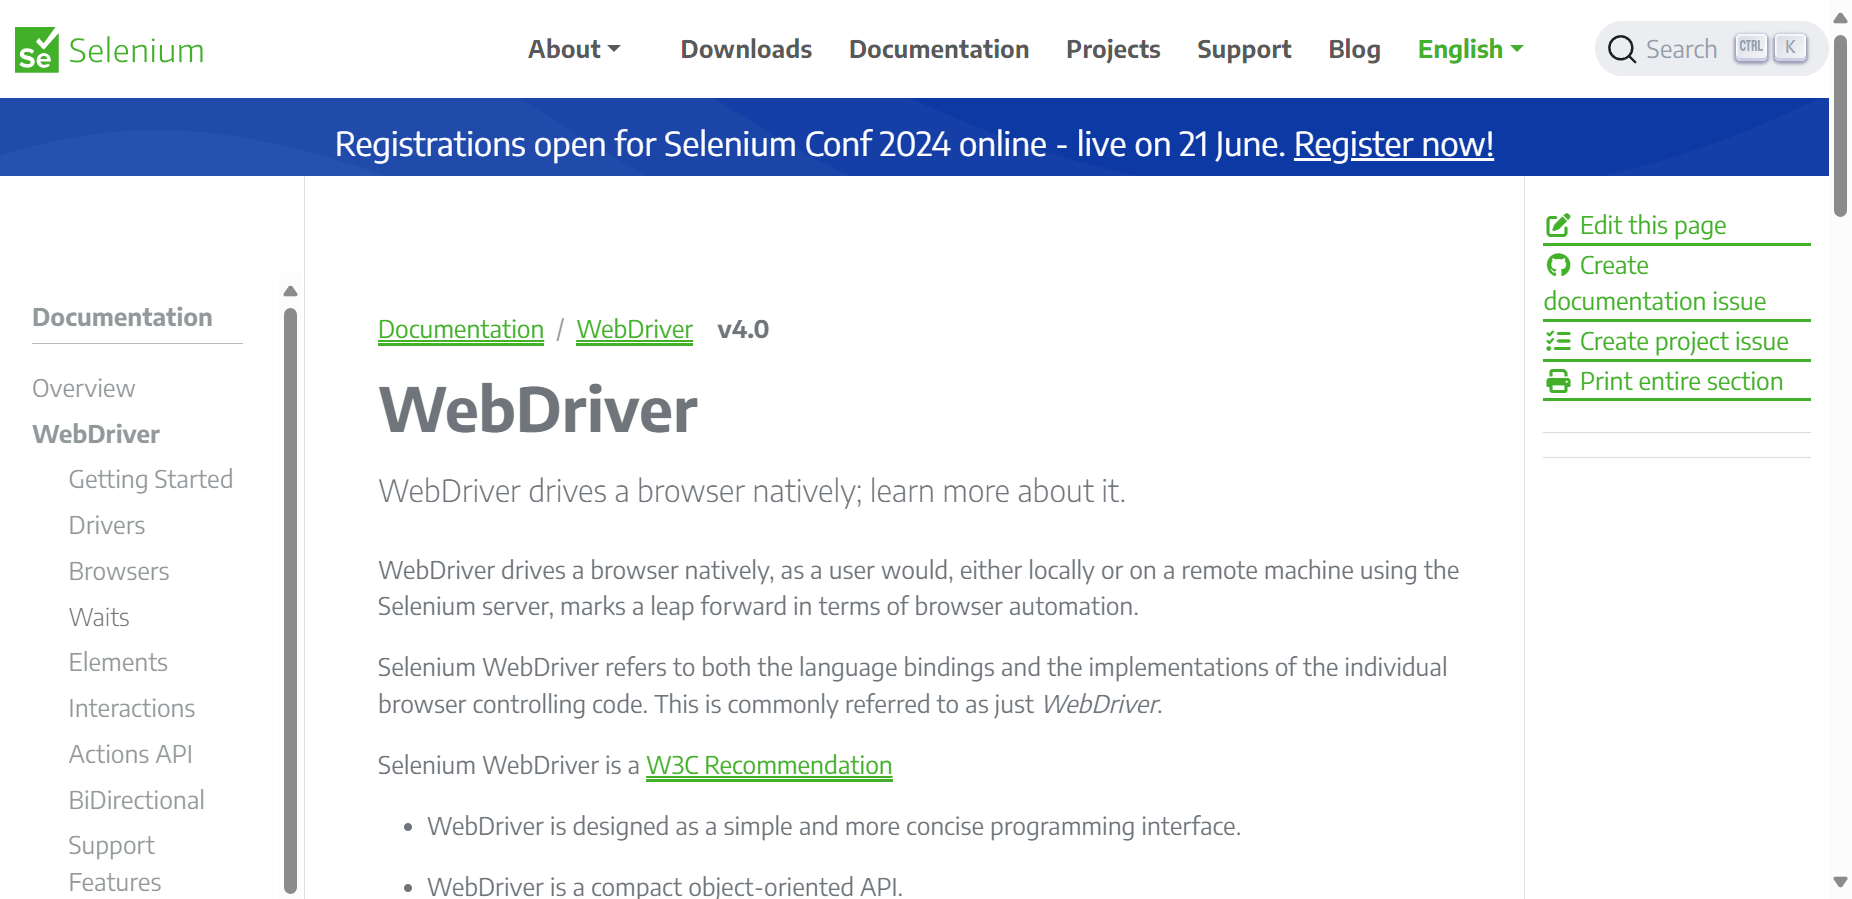 Se Selenium
About
Downloads
Documentation
Projects
Support
Blog
English
Search CTRL K
Registrations open for Selenium Conf 2024 online - live on 21 June. Register now!
Documentation
Overview
WebDriver
Getting Started
Drivers
Browsers
Waits
Elements
Interactions
Actions API
BiDirectional
Support
Features
Documentation / WebDriver v4.0
WebDriver
WebDriver drives a browser natively; learn more about it.
WebDriver drives a browser natively, as a user would, either locally or on a remote machine using the
Selenium server, marks a leap forward in terms of browser automation.
Selenium WebDriver refers to both the language bindings and the implementations of the individual
browser controlling code. This is commonly referred to as just WebDriver.
Selenium WebDriver is a W3C Recommendation
• WebDriver is designed as a simple and more concise programming interface.
• WebDriver is a compact object-oriented API.
Edit this page
Create
documentation issue
Create project issue
Print entire section